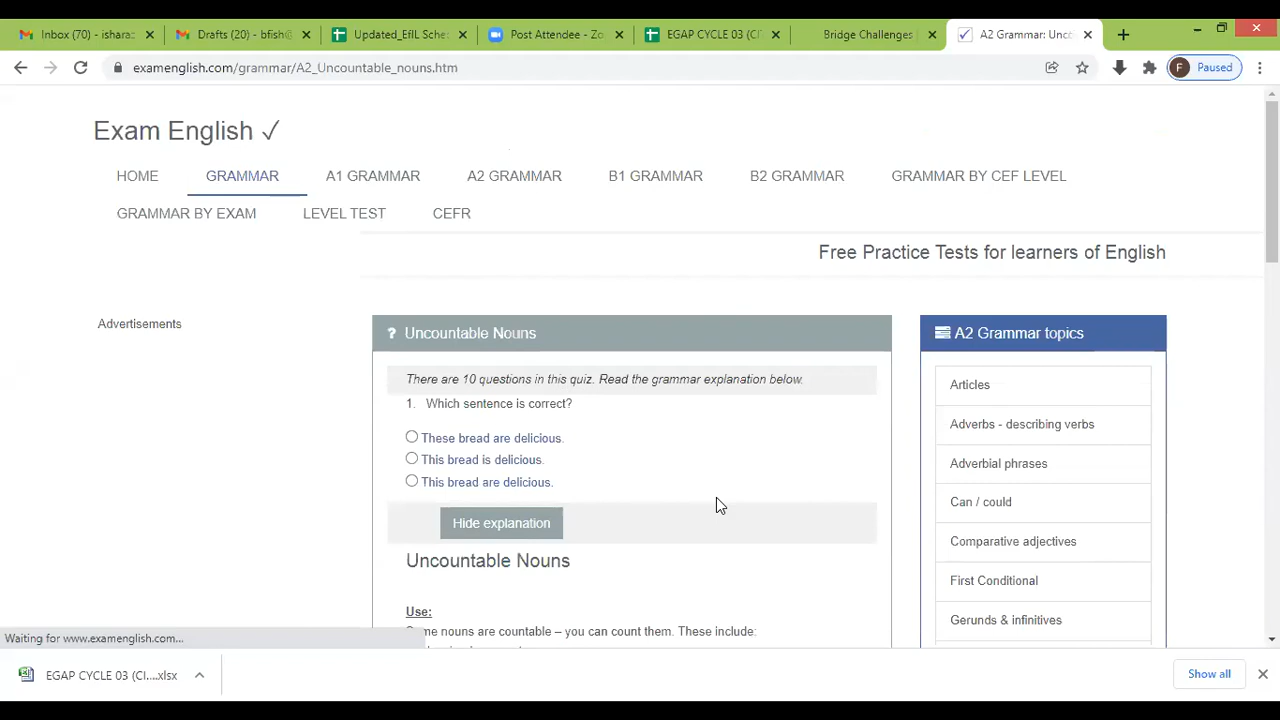 Inbox (70) - ishara:
Drafts (20) - bfish@
Updated_EfIL Sche
Post Attendee - Zo
EGAP CYCLE 03 (CI
Bridge Challenges
A2 Grammar: Unco
examenglish.com/grammar/A2_Uncountable_nouns.htm
F Paused
Exam English ✓
HOME GRAMMAR A1 GRAMMAR A2 GRAMMAR B1 GRAMMAR B2 GRAMMAR GRAMMAR BY CEF LEVEL
GRAMMAR BY EXAM LEVEL TEST CEFR
Free Practice Tests for learners of English
Advertisements
? Uncountable Nouns
There are 10 questions in this quiz. Read the grammar explanation below.
1. Which sentence is correct?
These bread are delicious.
This bread is delicious.
This bread are delicious.
Hide explanation
Uncountable Nouns
Use:
Some nouns are countable – you can count them. These include:
A2 Grammar topics
Articles
Adverbs - describing verbs
Adverbial phrases
Can / could
Comparative adjectives
First Conditional
Gerunds & infinitives
Waiting for www.examenglish.com...
EGAP CYCLE 03 (CI....xlsx
Show all